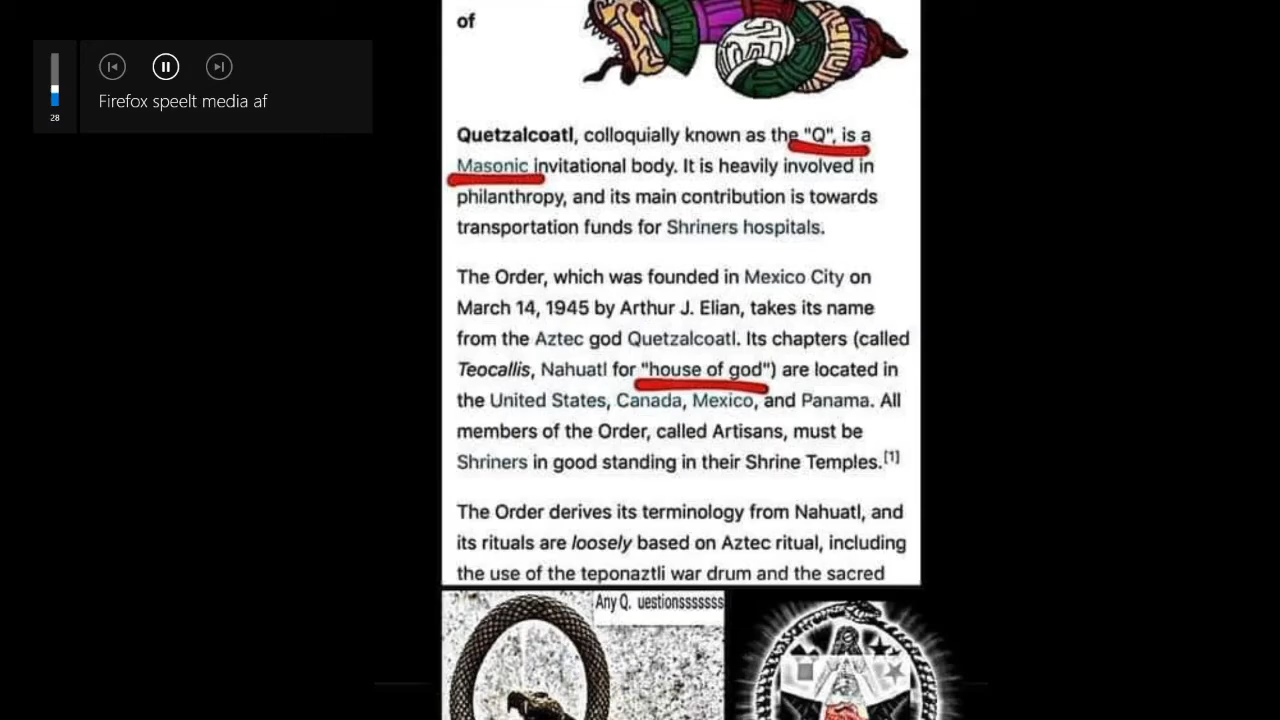 of
28
Firefox speelt media af
Quetzalcoatl, colloquially known as the "Q", is a
Masonic invitational body. It is heavily involved in
philanthropy, and its main contribution is towards
transportation funds for Shriners hospitals.
The Order, which was founded in Mexico City on
March 14, 1945 by Arthur J. Elian, takes its name
from the Aztec god Quetzalcoatl. Its chapters (called
Teocallis, Nahuatl for "house of god") are located in
the United States, Canada, Mexico, and Panama. All
members of the Order, called Artisans, must be
Shriners in good standing in their Shrine Temples.[1]
The Order derives its terminology from Nahuatl, and
its rituals are loosely based on Aztec ritual, including
the use of the teponaztli war drum and the sacred
Any Q. uestionsssssss